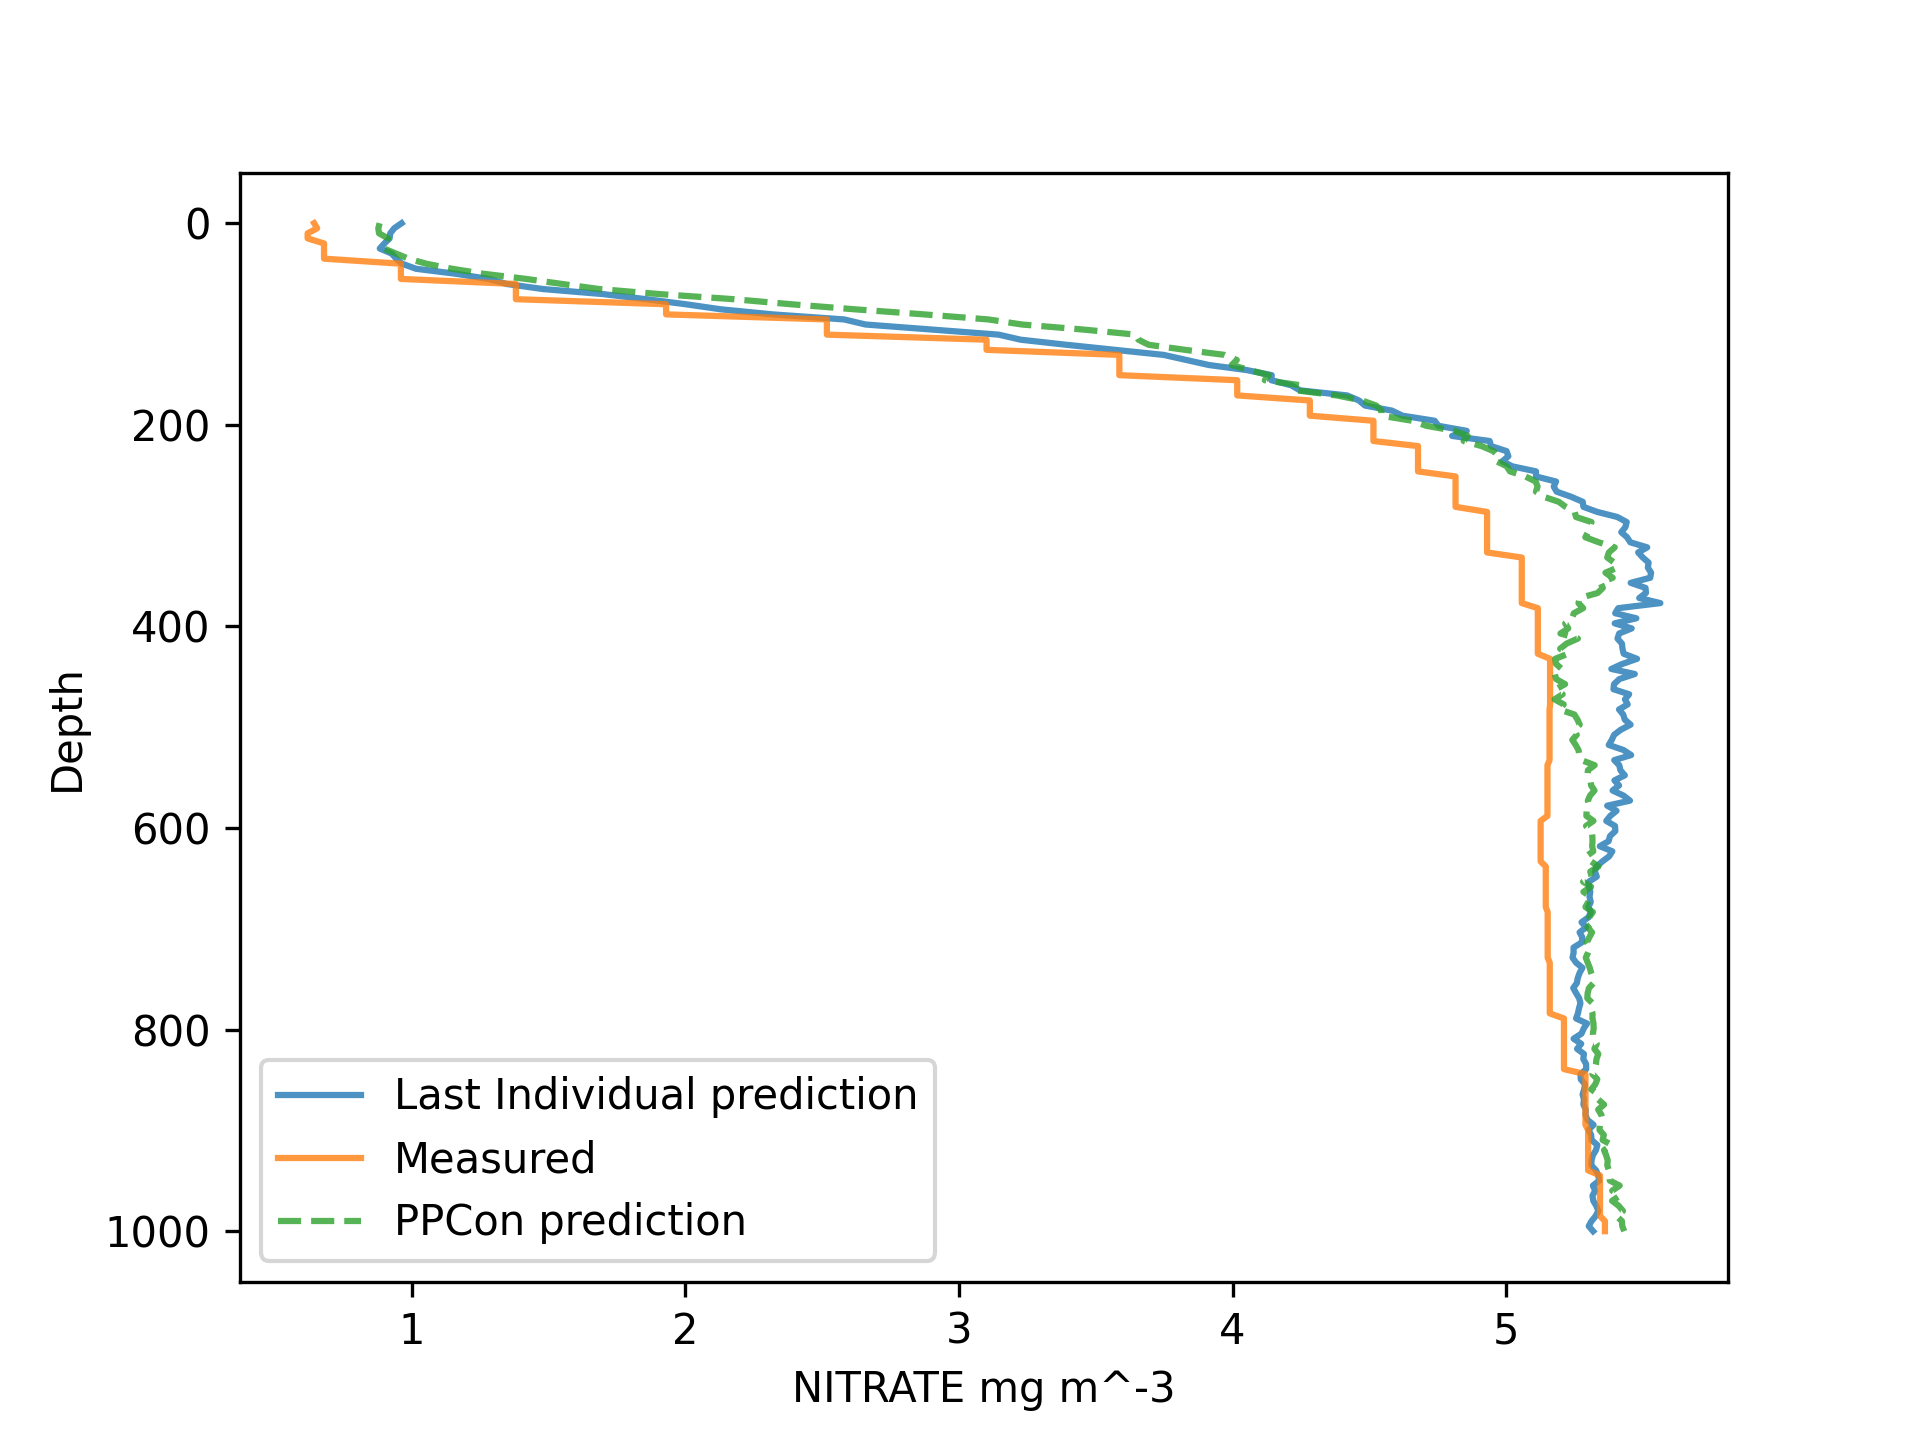 0
200
400
600
800
1000
Depth
Last Individual prediction
Measured
PPCon prediction
1 2 3 4 5
NITRATE mg m^-3